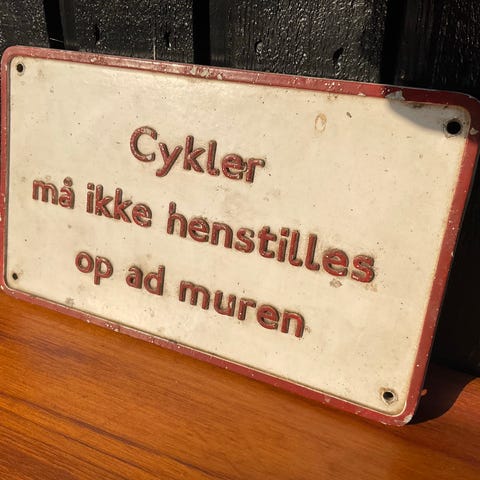 Cykler
må ikke henstilles
op ad muren